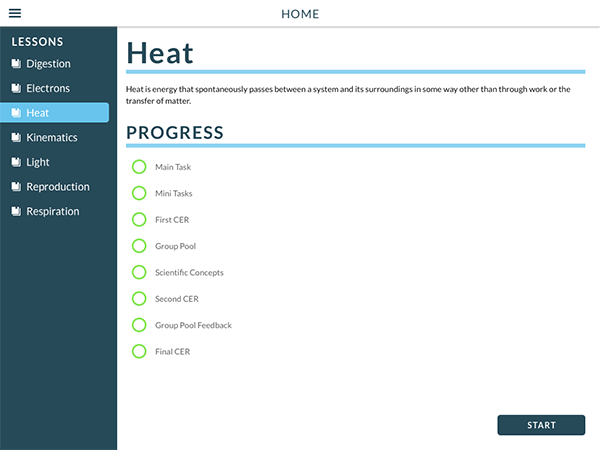 HOME
LESSONS
Digestion
Electrons
Heat
Kinematics
Light
Reproduction
Respiration
Heat
Heat is energy that spontaneously passes between a system and its surroundings in some way other than through work or the
transfer of matter.
PROGRESS
Main Task
Mini Tasks
First CER
Group Pool
Scientific Concepts
Second CER
Group Pool Feedback
Final CER
START